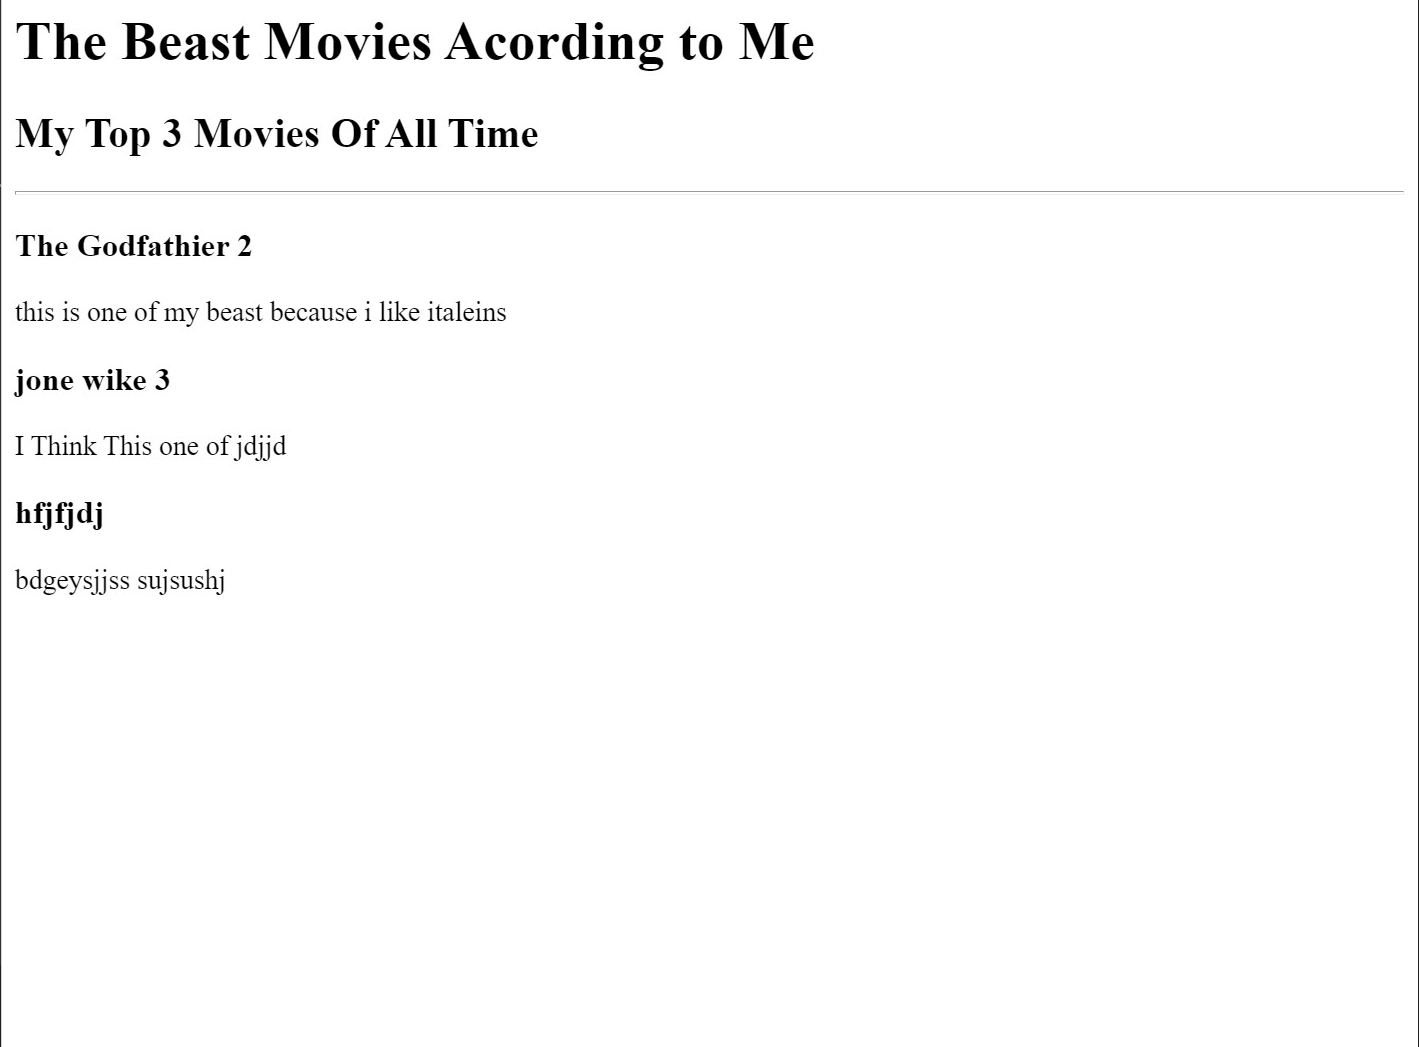 The Beast Movies Acording to Me
My Top 3 Movies Of All Time
The Godfathier 2
this is one of my beast because i like italeins
jone wike 3
I Think This one of jdjjd
hfjfjdj
bdgeysjjss sujsushj